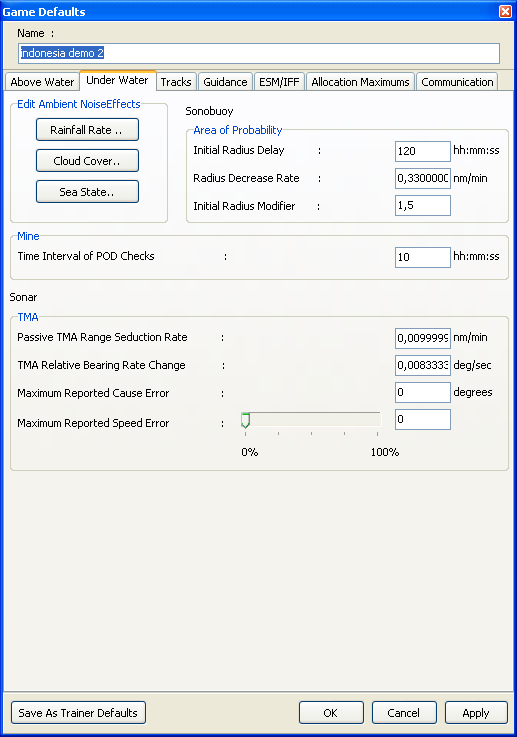 Game Defaults
Name :
indonesia demo 2
Above Water Under Water Tracks Guidance ESM/IFF Allocation Maximums Communication
Edit Ambient NoiseEffects
Rainfall Rate ..
Cloud Cover..
Sea State..
Sonobuoy
Area of Probability
Initial Radius Delay : 120 hh:mm:ss
Radius Decrease Rate : 0,3300000 nm/min
Initial Radius Modifier : 1,5
Mine
Time Interval of POD Checks : 10 hh:mm:ss
Sonar
TMA
Passive TMA Range Seduction Rate : 0,0099999 nm/min
TMA Relative Bearing Rate Change : 0,0083333 deg/sec
Maximum Reported Cause Error : 0 degrees
Maximum Reported Speed Error : 0
0% 100%
Save As Trainer Defaults OK Cancel Apply